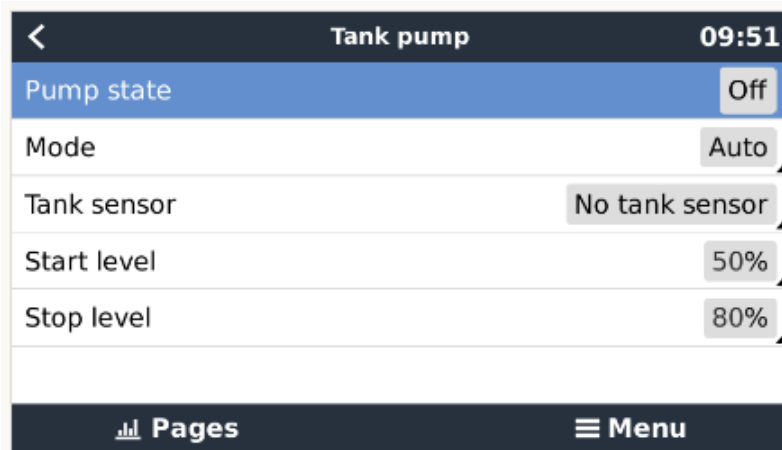 Tank pump 09:51
Pump state Off
Mode Auto
Tank sensor No tank sensor
Start level 50%
Stop level 80%
Pages Menu